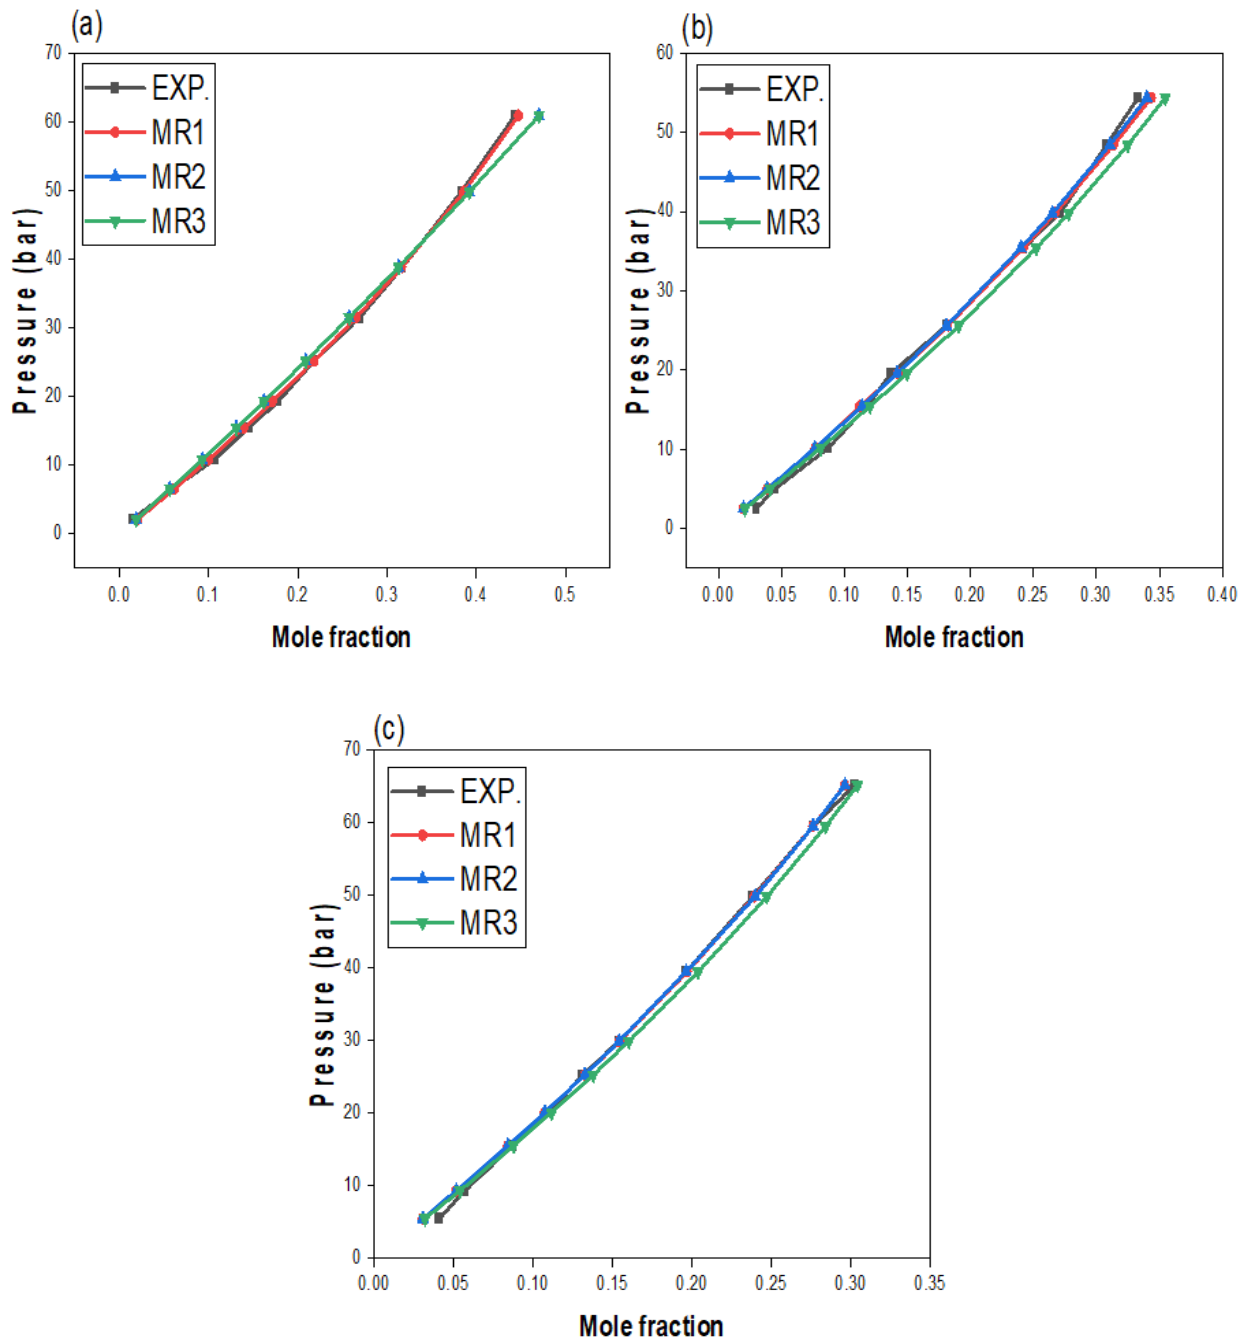 (a)
70
60
50
40
30
20
10
0
Pressure (bar)
EXP.
MR1
MR2
MR3
0.0 0.1 0.2 0.3 0.4 0.5
Mole fraction
(b)
60
50
40
30
20
10
0
Pressure (bar)
EXP.
MR1
MR2
MR3
0.00 0.05 0.10 0.15 0.20 0.25 0.30 0.35 0.40
Mole fraction
(c)
70
60
50
40
30
20
10
0
Pressure (bar)
EXP.
MR1
MR2
MR3
0.00 0.05 0.10 0.15 0.20 0.25 0.30 0.35
Mole fraction